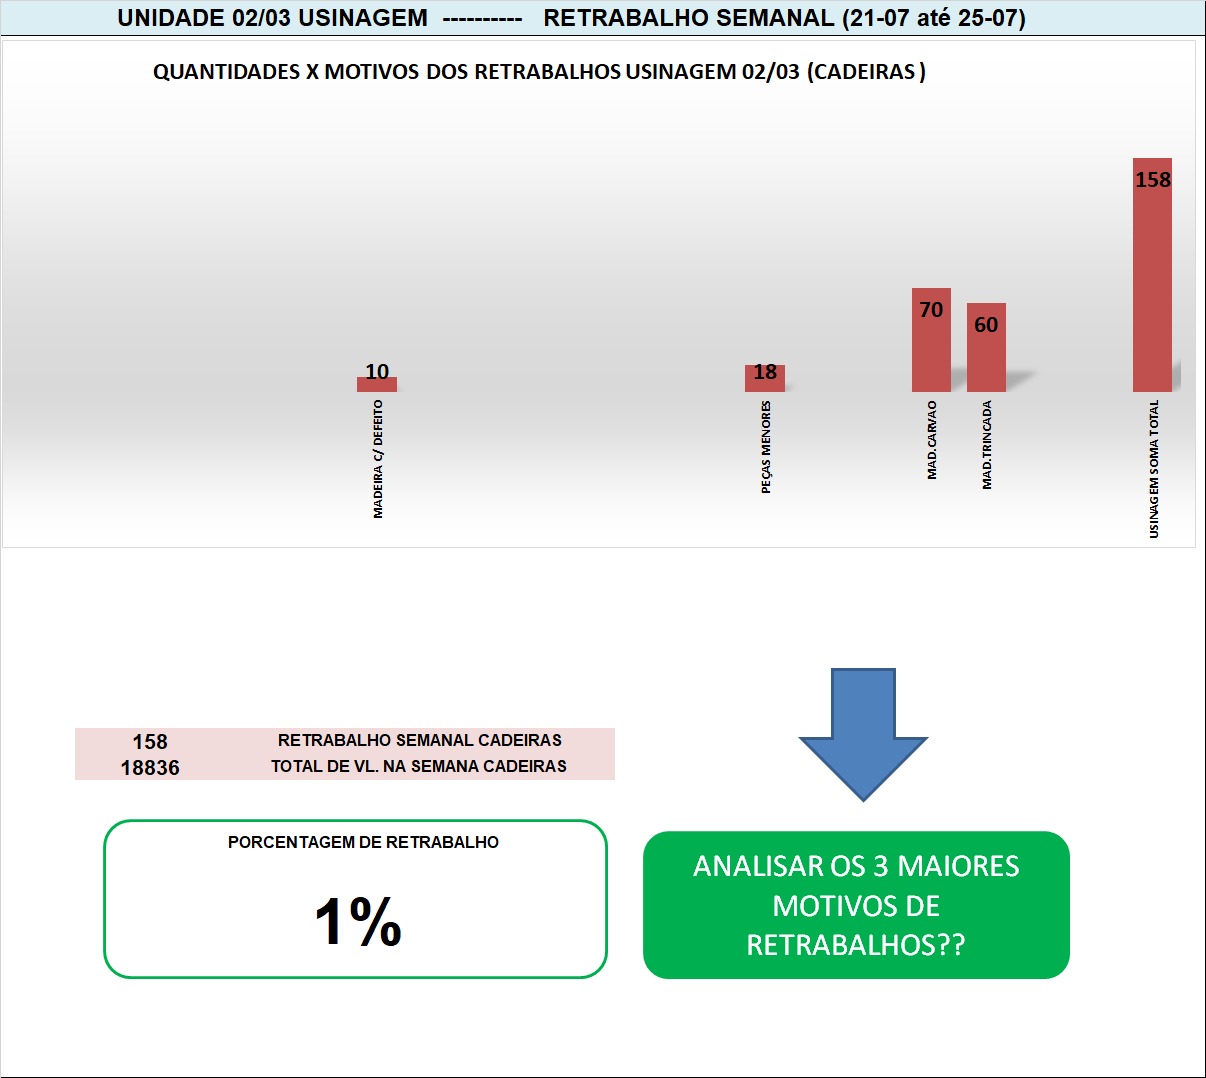 UNIDADE 02/03 USINAGEM ---------- RETRABALHO SEMANAL (21-07 até 25-07)
QUANTIDADES X MOTIVOS DOS RETRABALHOS USINAGEM 02/03 (CADEIRAS )
10
18
70
60
158
MADEIRA C/ DEFEITO
PEÇAS MENORES
MAD.CARVAO
MAD.TRINCADA
USINAGEM SOMA TOTAL
158 RETRABALHO SEMANAL CADEIRAS
18836 TOTAL DE VL. NA SEMANA CADEIRAS
PORCENTAGEM DE RETRABALHO
1%
ANALISAR OS 3 MAIORES
MOTIVOS DE
RETRABALHOS??